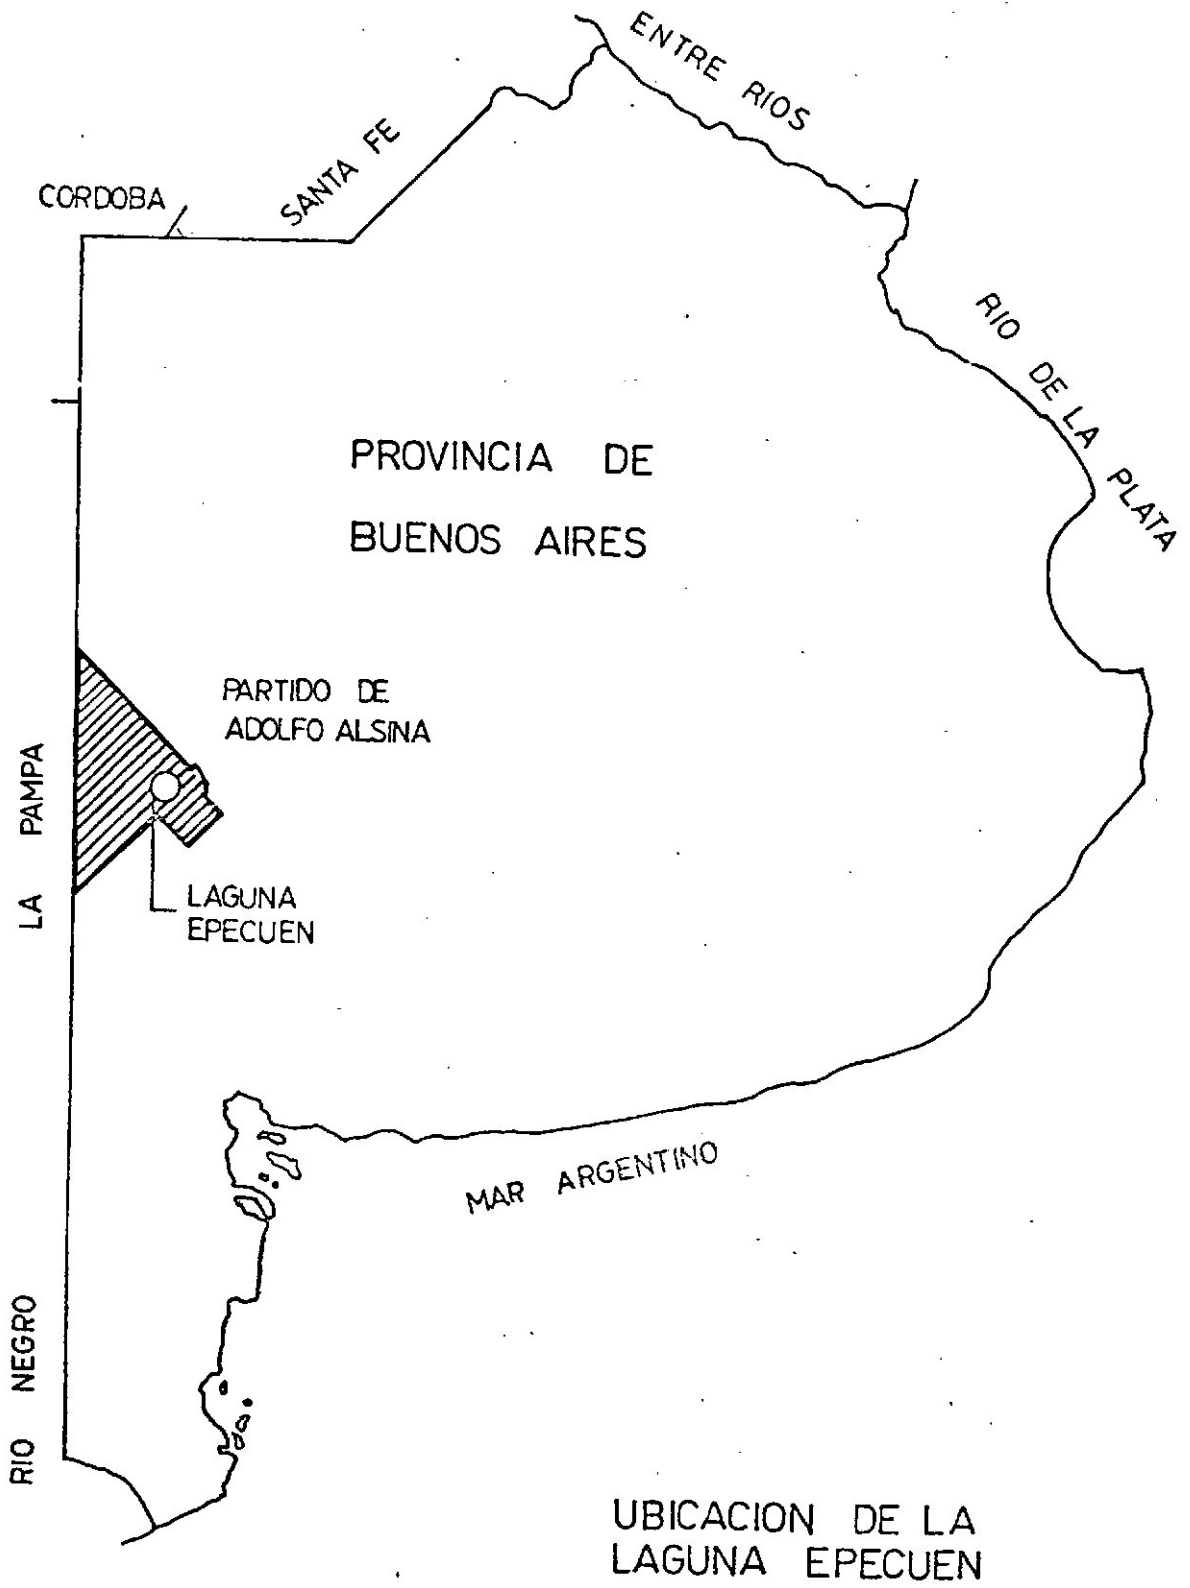 ENTRE RIOS
SANTA FE
CORDOBA
RIO DE LA PLATA
PROVINCIA DE
BUENOS AIRES
PARTIDO DE
ADOLFO ALSINA
LA PAMPA
LAGUNA
EPECUEN
MAR ARGENTINO
RIO NEGRO
UBICACION DE LA
LAGUNA EPECUEN